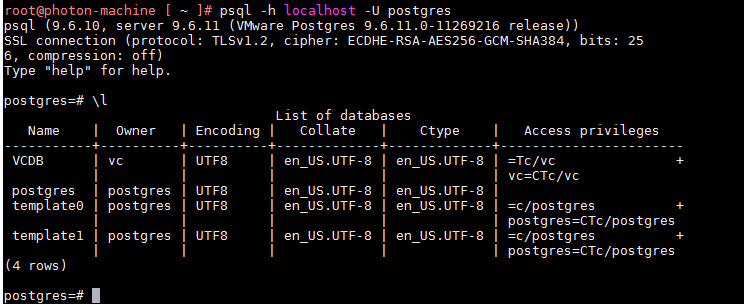 root@photon-machine [ ~ ]# psql -h localhost -U postgres
psql (9.6.10, server 9.6.11 (VMware Postgres 9.6.11.0-11269216 release))
SSL connection (protocol: TLSv1.2, cipher: ECDHE-RSA-AES256-GCM-SHA384, bits: 25
6, compression: off)
Type "help" for help.

postgres=# \l
                                  List of databases
   Name    |  Owner   | Encoding |   Collate   |    Ctype    |   Access privileges
-----------+----------+----------+-------------+-------------+-----------------------
 VCDB      | vc       | UTF8     | en_US.UTF-8 | en_US.UTF-8 | =Tc/vc               +
           |          |          |             |             | vc=CTc/vc
 postgres  | postgres | UTF8     | en_US.UTF-8 | en_US.UTF-8 |
 template0 | postgres | UTF8     | en_US.UTF-8 | en_US.UTF-8 | =c/postgres          +
           |          |          |             |             | postgres=CTc/postgres
 template1 | postgres | UTF8     | en_US.UTF-8 | en_US.UTF-8 | =c/postgres          +
           |          |          |             |             | postgres=CTc/postgres
(4 rows)

postgres=#